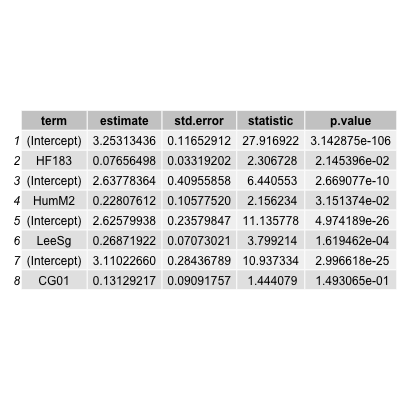 term estimate std.error statistic p.value
1 (Intercept) 3.25313436 0.11652912 27.916922 3.142875e-106
2 HF183 0.07656498 0.03319202 2.306728 2.145396e-02
3 (Intercept) 2.63778364 0.40955858 6.440553 2.669077e-10
4 HumM2 0.22807612 0.10577520 2.156234 3.151374e-02
5 (Intercept) 2.62579938 0.23579847 11.135778 4.974189e-26
6 LeeSg 0.26871922 0.07073021 3.799214 1.619462e-04
7 (Intercept) 3.11022660 0.28436789 10.937334 2.996618e-25
8 CG01 0.13129217 0.09091757 1.444079 1.493065e-01